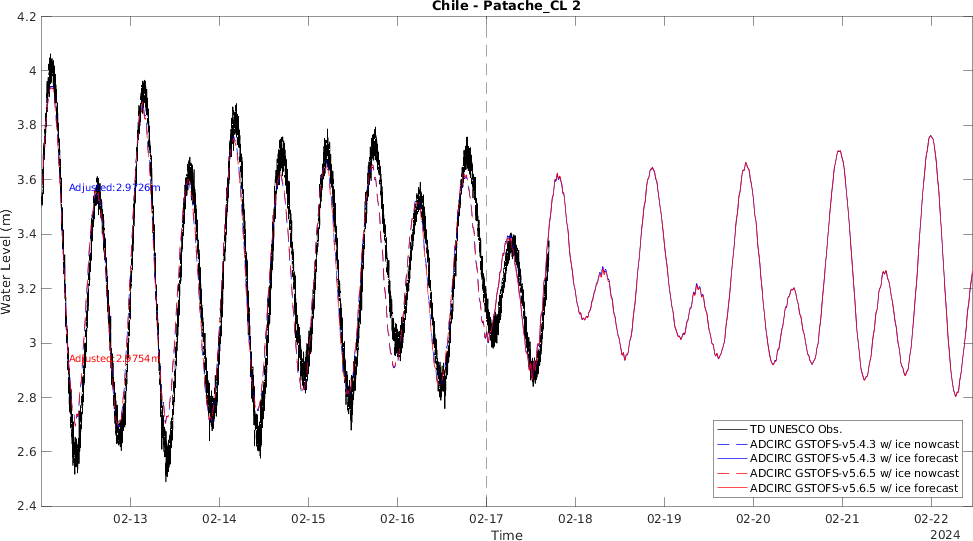 Chile - Patache_CL 2
4.2
4
3.8
3.6
3.4
3.2
3
2.8
2.6
2.4
Water Level (m)
Adjusted:2.9726m
Adjusted:2.9754m
TD UNESCO Obs.
ADCIRC GSTOFS-v5.4.3 w/ ice nowcast
ADCIRC GSTOFS-v5.4.3 w/ ice forecast
ADCIRC GSTOFS-v5.6.5 w/ ice nowcast
ADCIRC GSTOFS-v5.6.5 w/ ice forecast
02-13 02-14 02-15 02-16 02-17 02-18 02-19 02-20 02-21 02-22
Time
2024